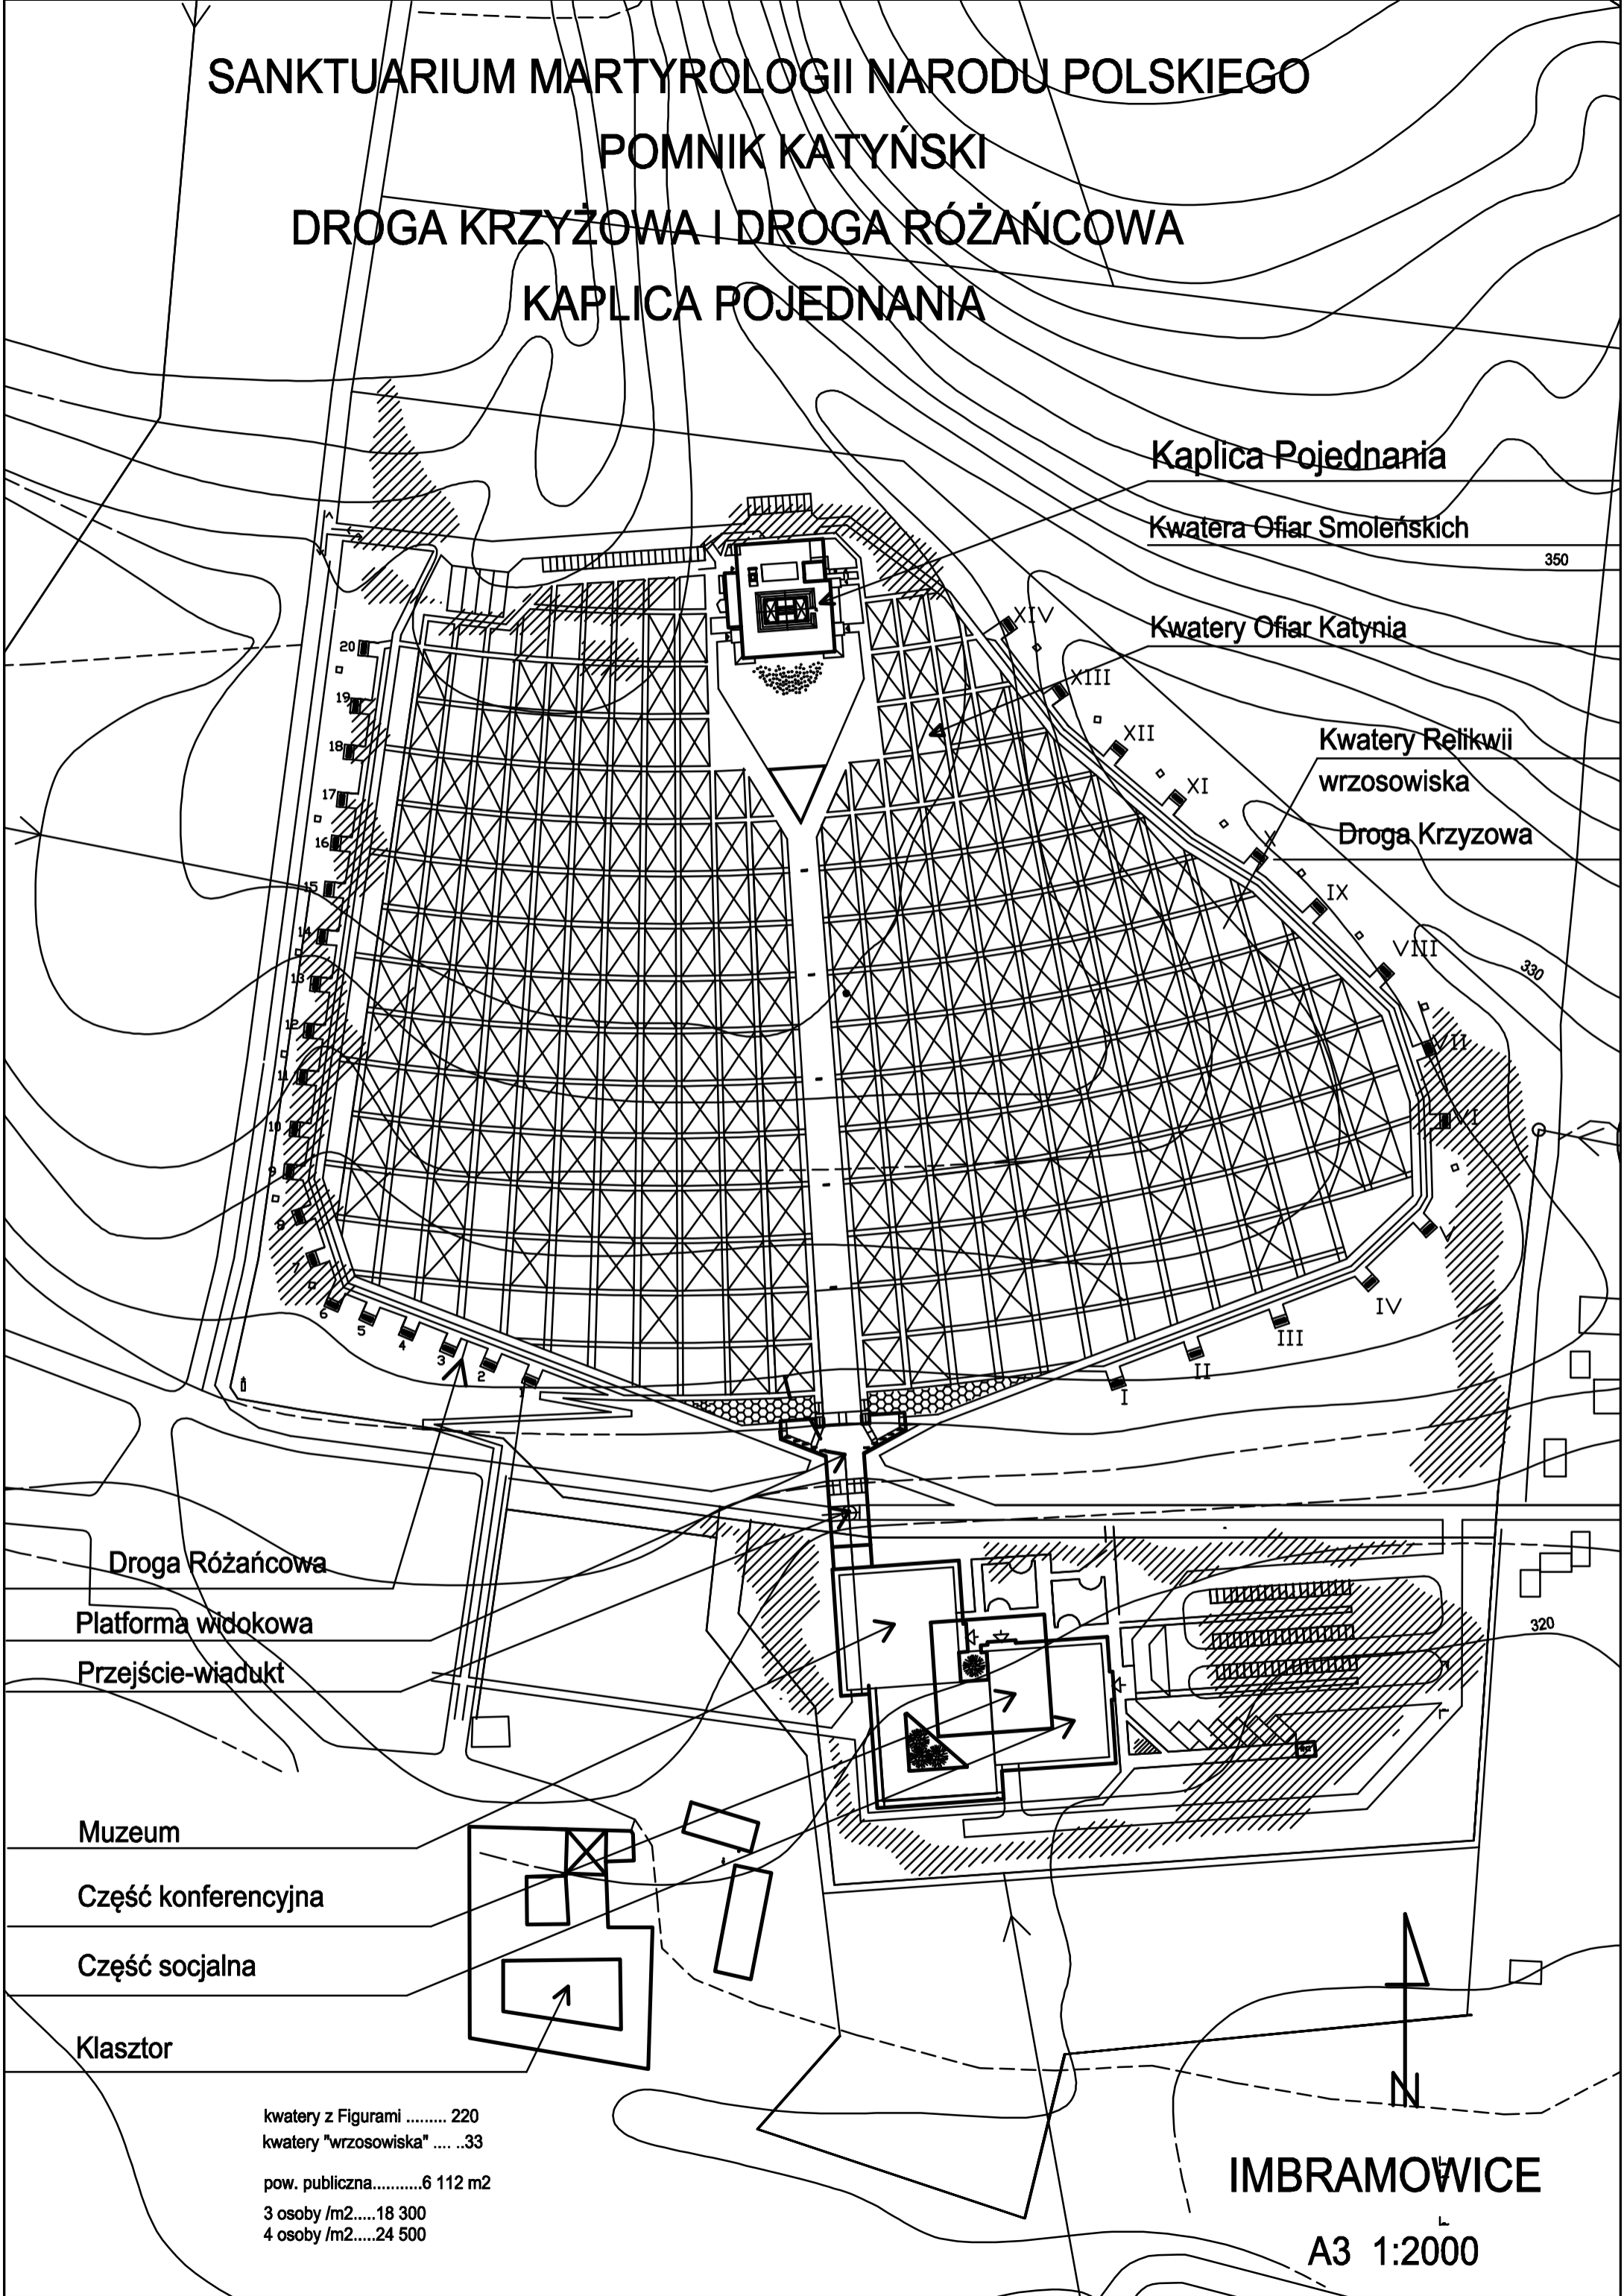 SANKTUARIUM MARTYROLOGII NARODU POLSKIEGO
POMNIK KATYŃSKI
DROGA KRZYŻOWA I DROGA RÓŻAŃCOWA
KAPLICA POJEDNANIA
Kaplica Pojednania
Kwatera Ofiar Smoleńskich
350
Kwatery Ofiar Katynia
Kwatery Relikwii
wrzosowiska
Droga Krzyzowa
330
XIV
XIII
XII
XI
X
IX
VIII
VII
VI
V
IV
III
II
I
20
19
18
17
16
15
14
13
12
11
10
9
8
7
6
5
4
3
2
1
Droga Różańcowa
Platforma widokowa
Przejście-wiadukt
320
Muzeum
Część konferencyjna
Część socjalna
Klasztor
N
kwatery z Figurami ......... 220
kwatery "wrzosowiska" .... ..33
pow. publiczna..........6 112 m2
3 osoby /m2.....18 300
4 osoby /m2.....24 500
IMBRAMOWICE
A3 1:2000